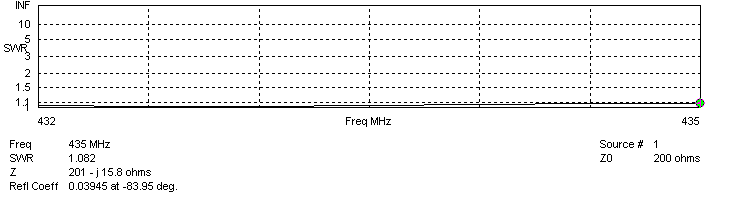 INF
10
5
SWR
3
2
1.5
1.1
1
432 Freq MHz 435
Freq 435 MHz Source # 1
SWR 1.082 Z0 200 ohms
Z 201 - j 15.8 ohms
Refl Coeff 0.03945 at -83.95 deg.